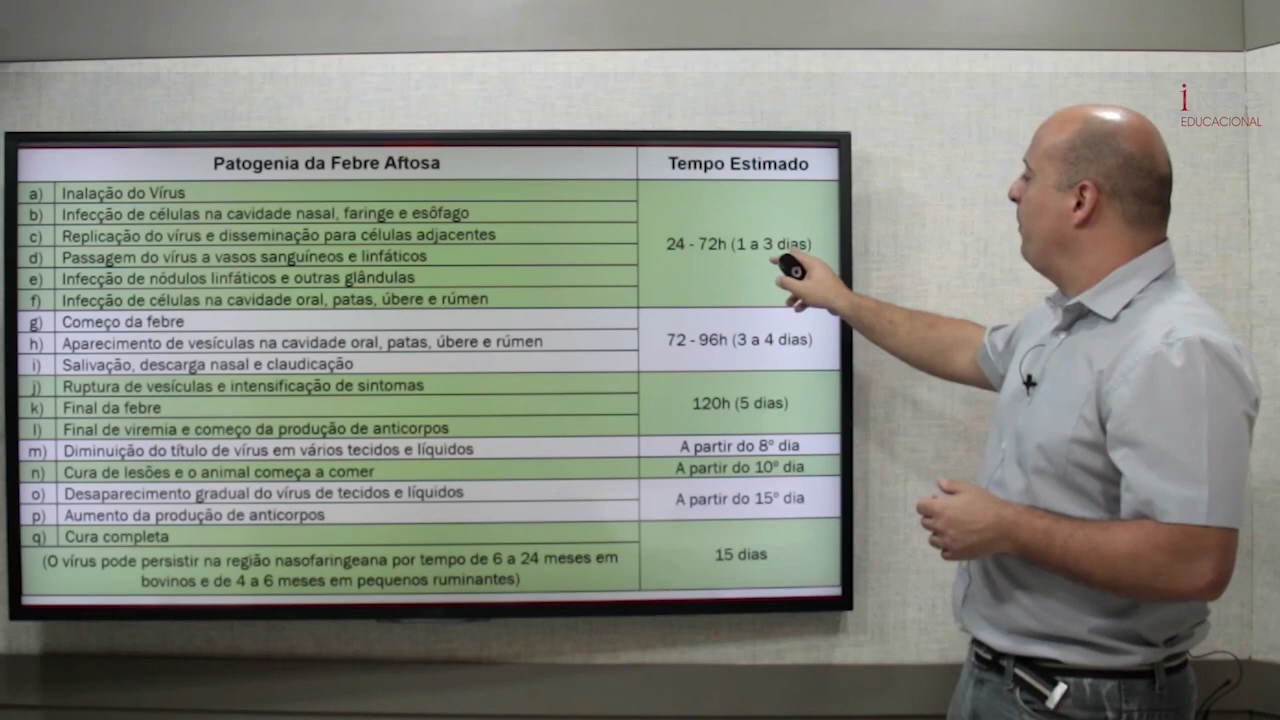 i
EDUCACIONAL
Patogenia da Febre Aftosa
Tempo Estimado
a) Inalação do Vírus
b) Infecção de células na cavidade nasal, faringe e esôfago
c) Replicação do vírus e disseminação para células adjacentes
d) Passagem do vírus a vasos sanguíneos e linfáticos
e) Infecção de nódulos linfáticos e outras glândulas
f) Infecção de células na cavidade oral, patas, úbere e rúmen
24 - 72h (1 a 3 dias)
g) Começo da febre
h) Aparecimento de vesículas na cavidade oral, patas, úbere e rúmen
i) Salivação, descarga nasal e claudicação
72 - 96h (3 a 4 dias)
j) Ruptura de vesículas e intensificação de sintomas
k) Final da febre
l) Final de viremia e começo da produção de anticorpos
120h (5 dias)
m) Diminuição do título de vírus em vários tecidos e líquidos
A partir do 8º dia
n) Cura de lesões e o animal começa a comer
A partir do 10º dia
o) Desaparecimento gradual do vírus de tecidos e líquidos
p) Aumento da produção de anticorpos
A partir do 15º dia
q) Cura completa
(O vírus pode persistir na região nasofaringeana por tempo de 6 a 24 meses em
bovinos e de 4 a 6 meses em pequenos ruminantes)
15 dias